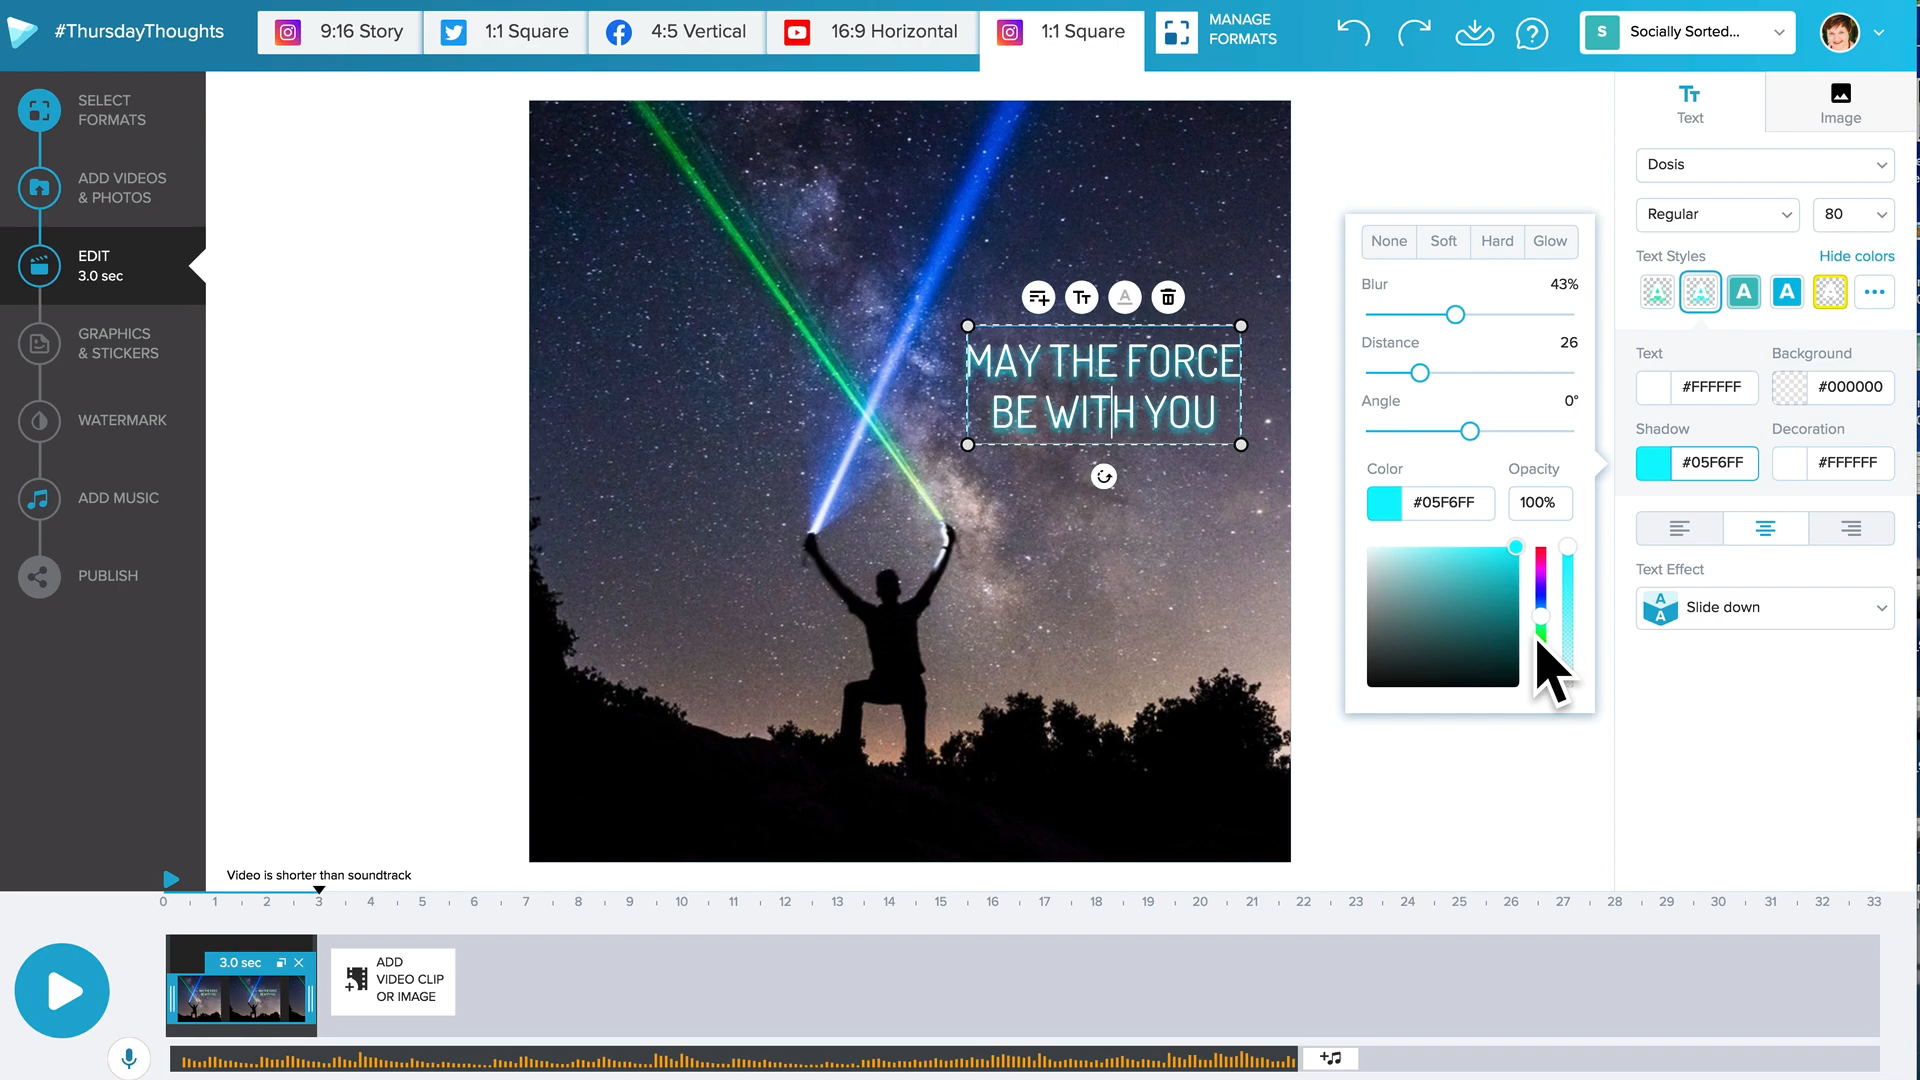 #ThursdayThoughts
9:16 Story
1:1 Square
4:5 Vertical
16:9 Horizontal
1:1 Square
MANAGE
FORMATS
S
Socially Sorted...
SELECT
FORMATS
ADD VIDEOS
& PHOTOS
EDIT
3.0 sec
GRAPHICS
& STICKERS
WATERMARK
ADD MUSIC
PUBLISH
MAY THE FORCE
BE WITH YOU
None
Soft
Hard
Glow
Blur
43%
Distance
26
Angle
0°
Color
Opacity
#05F6FF
100%
Text
Image
Dosis
Regular
80
Text Styles
Hide colors
A
A
Text
Background
#FFFFFF
#000000
Shadow
Decoration
#05F6FF
#FFFFFF
Text Effect
A
A
Slide down
Video is shorter than soundtrack
0 1 2 3 4 5 6 7 8 9 10 11 12 13 14 15 16 17 18 19 20 21 22 23 24 25 26 27 28 29 30 31 32 33
3.0 sec
ADD
VIDEO CLIP
OR IMAGE